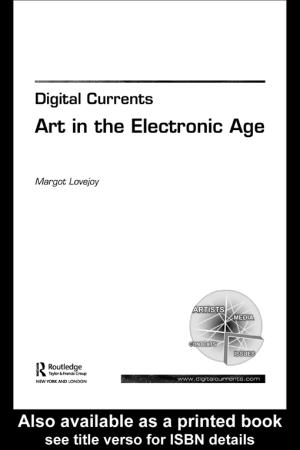 Digital Currents
Art in the Electronic Age
Margot Lovejoy
ARTISTS
MEDIA
CONTEXTS
ISSUES
R Routledge
Taylor & Francis Group
NEW YORK AND LONDON
www.digitalcurrents.com
Also available as a printed book
see title verso for ISBN details